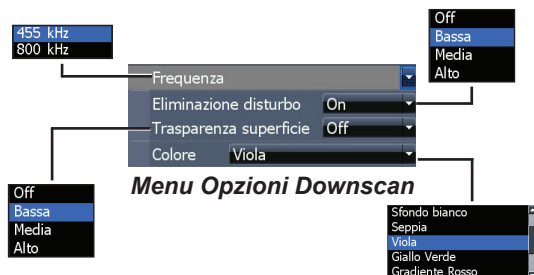 455 kHz
800 kHz
Off
Bassa
Media
Alto
Frequenza
Eliminazione disturbo On
Trasparenza superficie Off
Colore Viola
Menu Opzioni Downscan
Off
Bassa
Media
Alto
Sfondo bianco
Seppia
Viola
Giallo Verde
Gradiente Rosso